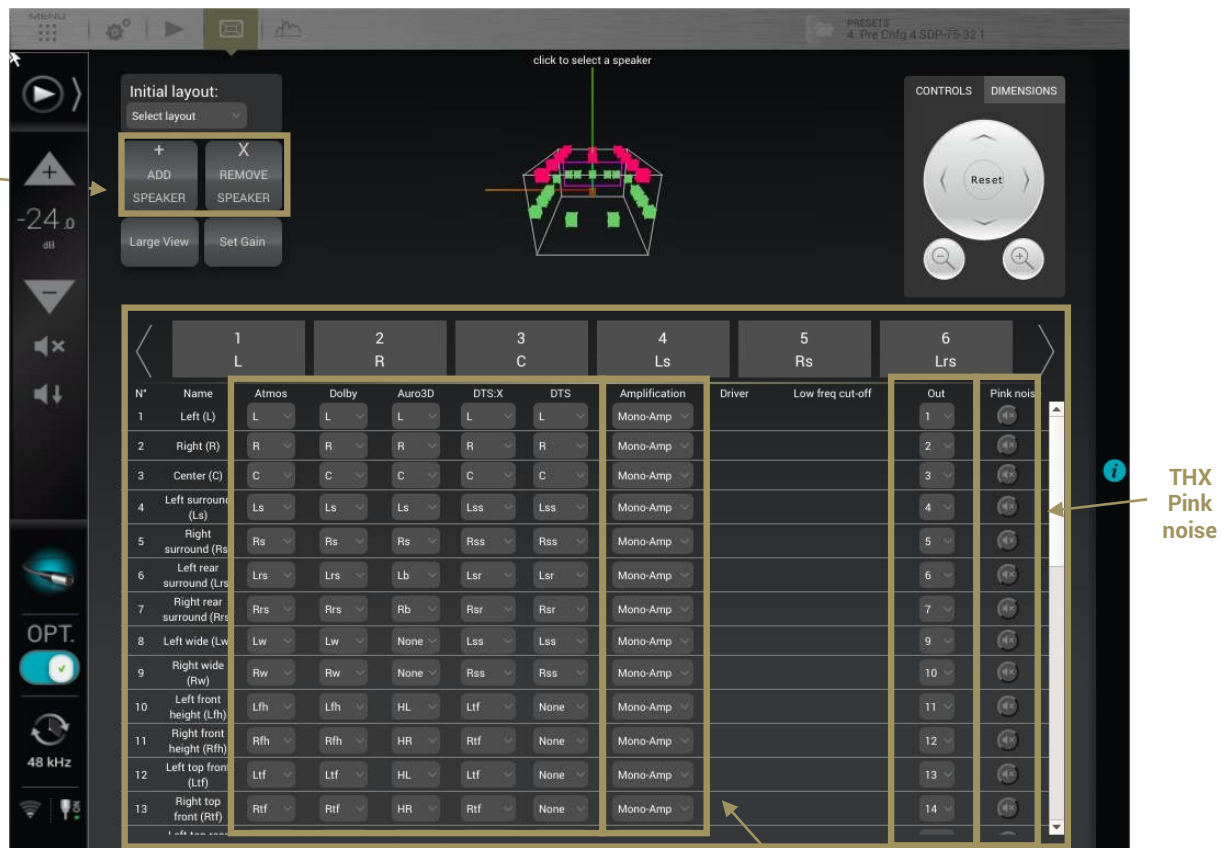 MENU
PRESETS
4. Pre Cnfg 4 SDP-75-32 1
click to select a speaker
Initial layout:
Select layout
+
ADD
SPEAKER
X
REMOVE
SPEAKER
Large View
Set Gain
CONTROLS
DIMENSIONS
Reset
+
-24.0
dB
-
OPT.
48 kHz
1
L
2
R
3
C
4
Ls
5
Rs
6
Lrs
N° Name Atmos Dolby Auro3D DTS:X DTS Amplification Driver Low freq cut-off Out Pink nois
1 Left (L) L L L L L Mono-Amp 1
2 Right (R) R R R R R Mono-Amp 2
3 Center (C) C C C C C Mono-Amp 3
4 Left surround (Ls) Ls Ls Ls Lss Lss Mono-Amp 4
5 Right surround (Rs Rs Rs Rs Rss Rss Mono-Amp 5
6 Left rear surround (Lrs Lrs Lrs Lb Lsr Lsr Mono-Amp 6
7 Right rear surround (Rrs Rrs Rrs Rb Rsr Rsr Mono-Amp 7
8 Left wide (Lw Lw Lw None Lss Lss Mono-Amp 9
9 Right wide (Rw) Rw Rw None Rss Rss Mono-Amp 10
10 Left front height (Lfh) Lfh Lfh HL Ltf None Mono-Amp 11
11 Right front height (Rfh) Rfh Rfh HR Rtf None Mono-Amp 12
12 Left top front (Ltf) Ltf Ltf HL Ltf None Mono-Amp 13
13 Right top front (Rtf) Rtf Rtf HR Rtf None Mono-Amp 14
i
THX
Pink
noise